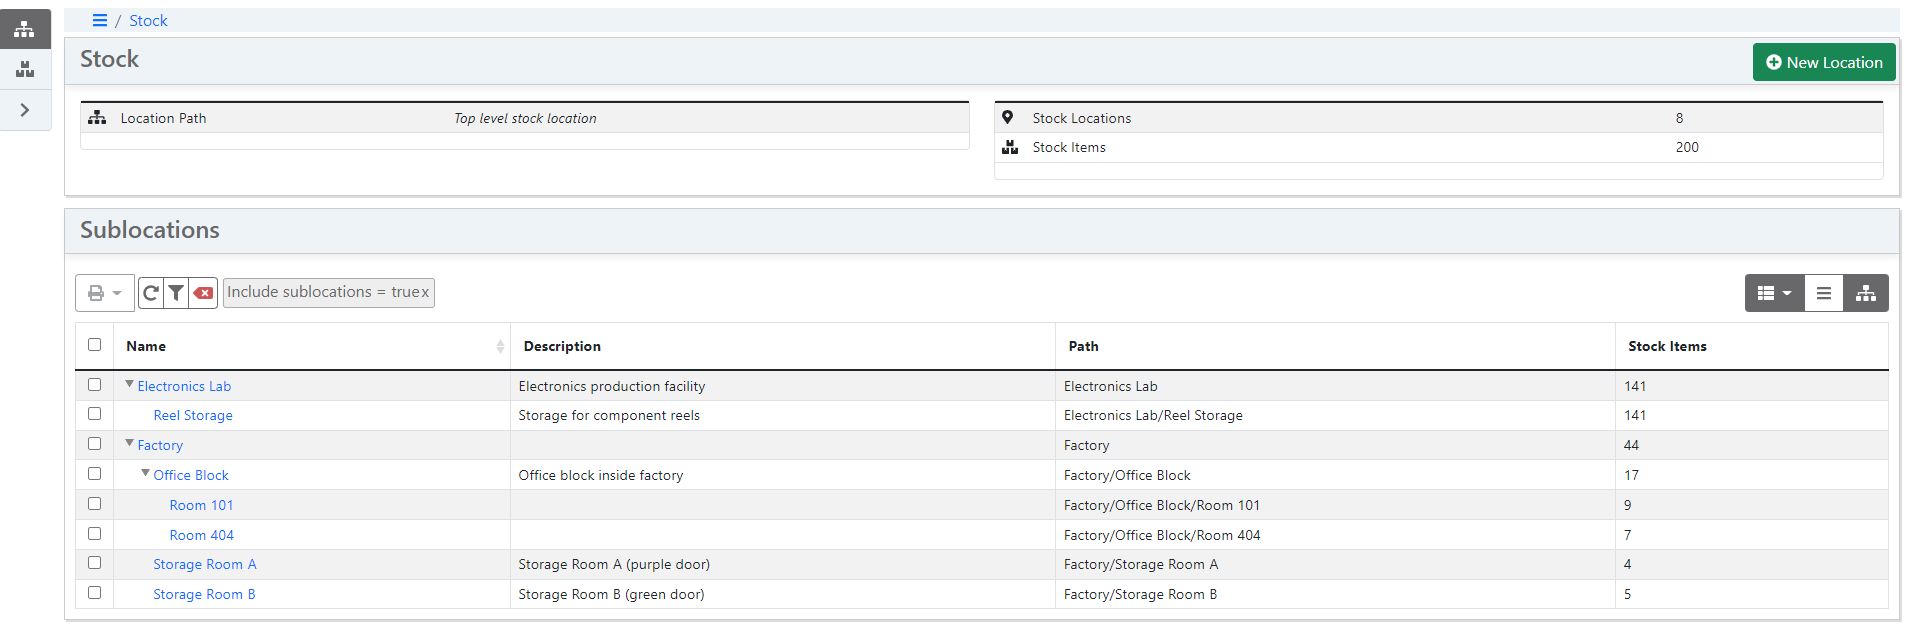 / Stock
Stock
New Location
Location Path Top level stock location
Stock Locations 8
Stock Items 200
Sublocations
Include sublocations = truex
Name Description Path Stock Items
Electronics Lab Electronics production facility Electronics Lab 141
Reel Storage Storage for component reels Electronics Lab/Reel Storage 141
Factory Factory 44
Office Block Office block inside factory Factory/Office Block 17
Room 101 Factory/Office Block/Room 101 9
Room 404 Factory/Office Block/Room 404 7
Storage Room A Storage Room A (purple door) Factory/Storage Room A 4
Storage Room B Storage Room B (green door) Factory/Storage Room B 5